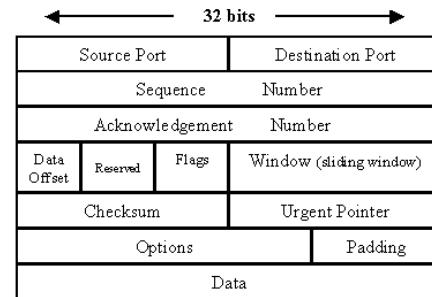 32 bits
Source Port Destination Port
Sequence Number
Acknowledgement Number
Data Offset Reserved Flags Window (sliding window)
Checksum Urgent Pointer
Options Padding
Data